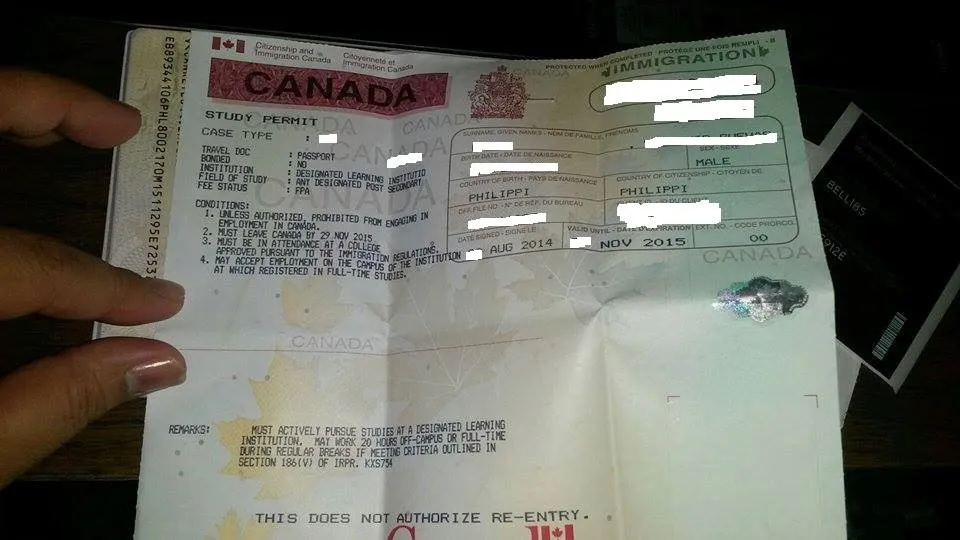 Citizenship and Immigration Canada
Citoyenneté et Immigration Canada
PROTECTED WHEN COMPLETED - PROTÉGÉ UNE FOIS REMPLI - B
IMMIGRATION
CANADA
STUDY PERMIT
CASE TYPE :
TRAVEL DOC : PASSPORT
BONDED : NO
INSTITUTION : DESIGNATED LEARNING INSTITUTIO
FIELD OF STUDY : ANY DESIGNATED POST SECONDARY
FEE STATUS : FPA
SURNAME, GIVEN NAMES - NOM DE FAMILLE, PRÉNOMS
BIRTH DATE / DATE DE NAISSANCE
SEX - SEXE
MALE
COUNTRY OF BIRTH - PAYS DE NAISSANCE
PHILIPPI
COUNTRY OF CITIZENSHIP - CITOYEN DE
PHILIPPI
OFF. FILE NO. - Nº DE RÉF. DU BUREAU
DATE SIGNED - SIGNÉ LE
AUG 2014
VALID UNTIL - DATE D'EXPIRATION
NOV 2015
EXT. NO. - CODE PROROG.
00
CONDITIONS:
1. UNLESS AUTHORIZED, PROHIBITED FROM ENGAGING IN
EMPLOYMENT IN CANADA.
2. MUST LEAVE CANADA BY 29 NOV 2015
3. MUST BE IN ATTENDANCE AT A COLLEGE
APPROVED PURSUANT TO THE IMMIGRATION REGULATIONS.
4. MAY ACCEPT EMPLOYMENT ON THE CAMPUS OF THE INSTITUTION
AT WHICH REGISTERED IN FULL-TIME STUDIES.
CANADA
CANADA
REMARKS:
MUST ACTIVELY PURSUE STUDIES AT A DESIGNATED LEARNING
INSTITUTION. MAY WORK 20 HOURS OFF-CAMPUS OR FULL-TIME
DURING REGULAR BREAKS IF MEETING CRITERIA OUTLINED IN
SECTION 186(V) OF IRPR. KXS754
THIS DOES NOT AUTHORIZE RE-ENTRY.
BELLIBS